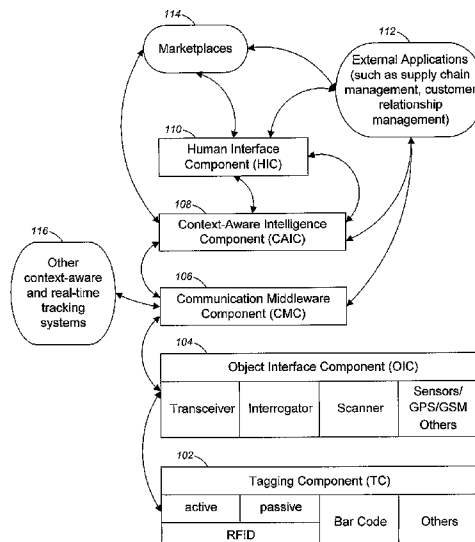 114
Marketplaces
112
External Applications
(such as supply chain
management, customer
relationship
management)
110
Human Interface
Component (HIC)
108
Context-Aware Intelligence
Component (CAIC)
116
Other
context-aware
and real-time
tracking
systems
106
Communication Middleware
Component (CMC)
104
Object Interface Component (OIC)
Transceiver
Interrogator
Scanner
Sensors/
GPS/GSM
Others
102
Tagging Component (TC)
active
passive
RFID
Bar Code
Others